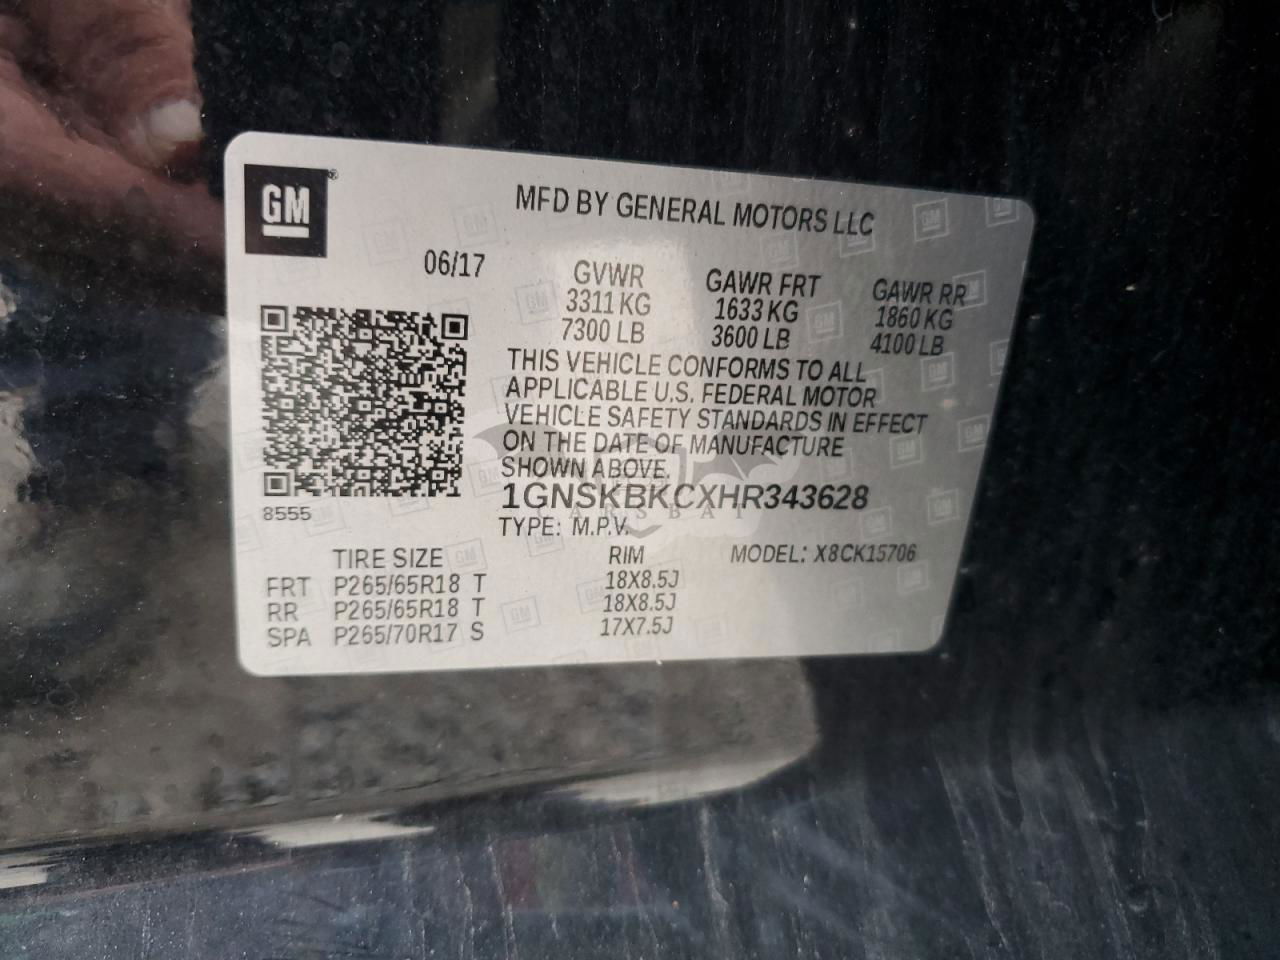 GM
MFD BY GENERAL MOTORS LLC
06/17
GVWR GAWR FRT GAWR RR
3311 KG 1633 KG 1860 KG
7300 LB 3600 LB 4100 LB
THIS VEHICLE CONFORMS TO ALL
APPLICABLE U.S. FEDERAL MOTOR
VEHICLE SAFETY STANDARDS IN EFFECT
ON THE DATE OF MANUFACTURE
SHOWN ABOVE.
1GNSKBKCXHR343628
CARSBAT
8555
TYPE: M.P.V.
TIRE SIZE RIM MODEL: X8CK15706
FRT P265/65R18 T 18X8.5J
RR P265/65R18 T 18X8.5J
SPA P265/70R17 S 17X7.5J